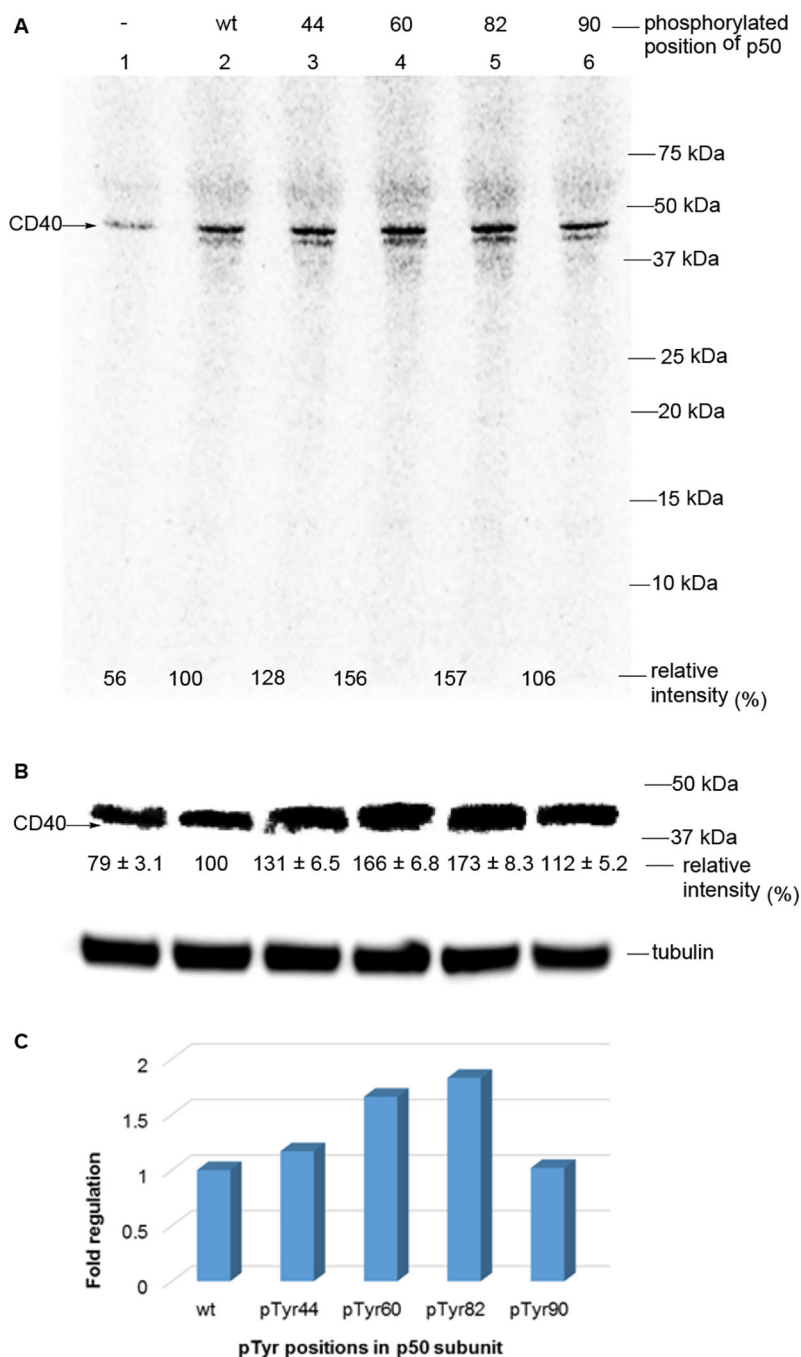 A
- wt 44 60 82 90 phosphorylated
position of p50
1 2 3 4 5 6
75 kDa
50 kDa
CD40
37 kDa
25 kDa
20 kDa
15 kDa
10 kDa
56 100 128 156 157 106 relative
intensity (%)
B
50 kDa
CD40
37 kDa
79 ± 3.1 100 131 ± 6.5 166 ± 6.8 173 ± 8.3 112 ± 5.2 relative
intensity (%)
tubulin
C
2
1.5
1
0.5
0
Fold regulation
wt pTyr44 pTyr60 pTyr82 pTyr90
pTyr positions in p50 subunit